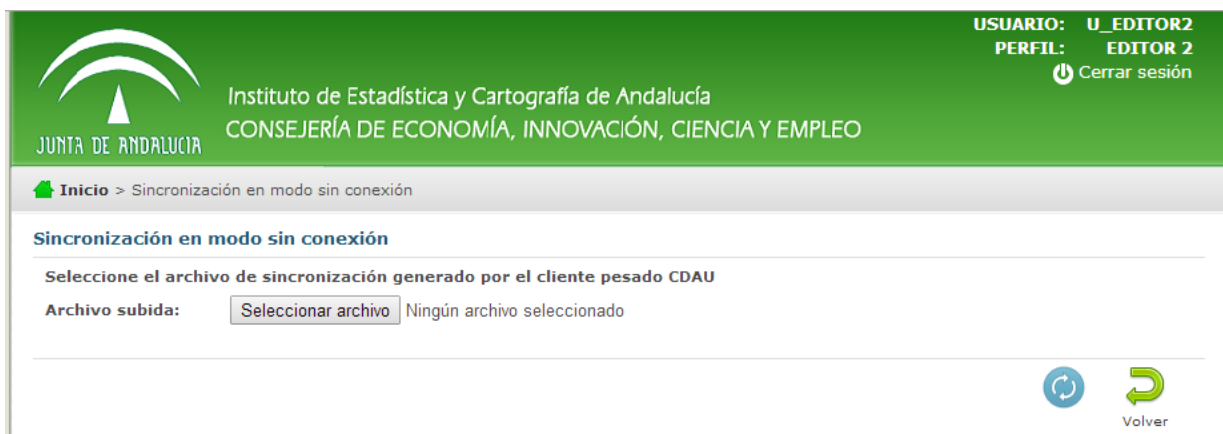 USUARIO: U_EDITOR2
PERFIL: EDITOR 2
Cerrar sesión
Instituto de Estadística y Cartografía de Andalucía
CONSEJERÍA DE ECONOMÍA, INNOVACIÓN, CIENCIA Y EMPLEO
JUNTA DE ANDALUCIA
Inicio > Sincronización en modo sin conexión
Sincronización en modo sin conexión
Seleccione el archivo de sincronización generado por el cliente pesado CDAU
Archivo subida: Seleccionar archivo Ningún archivo seleccionado
Volver